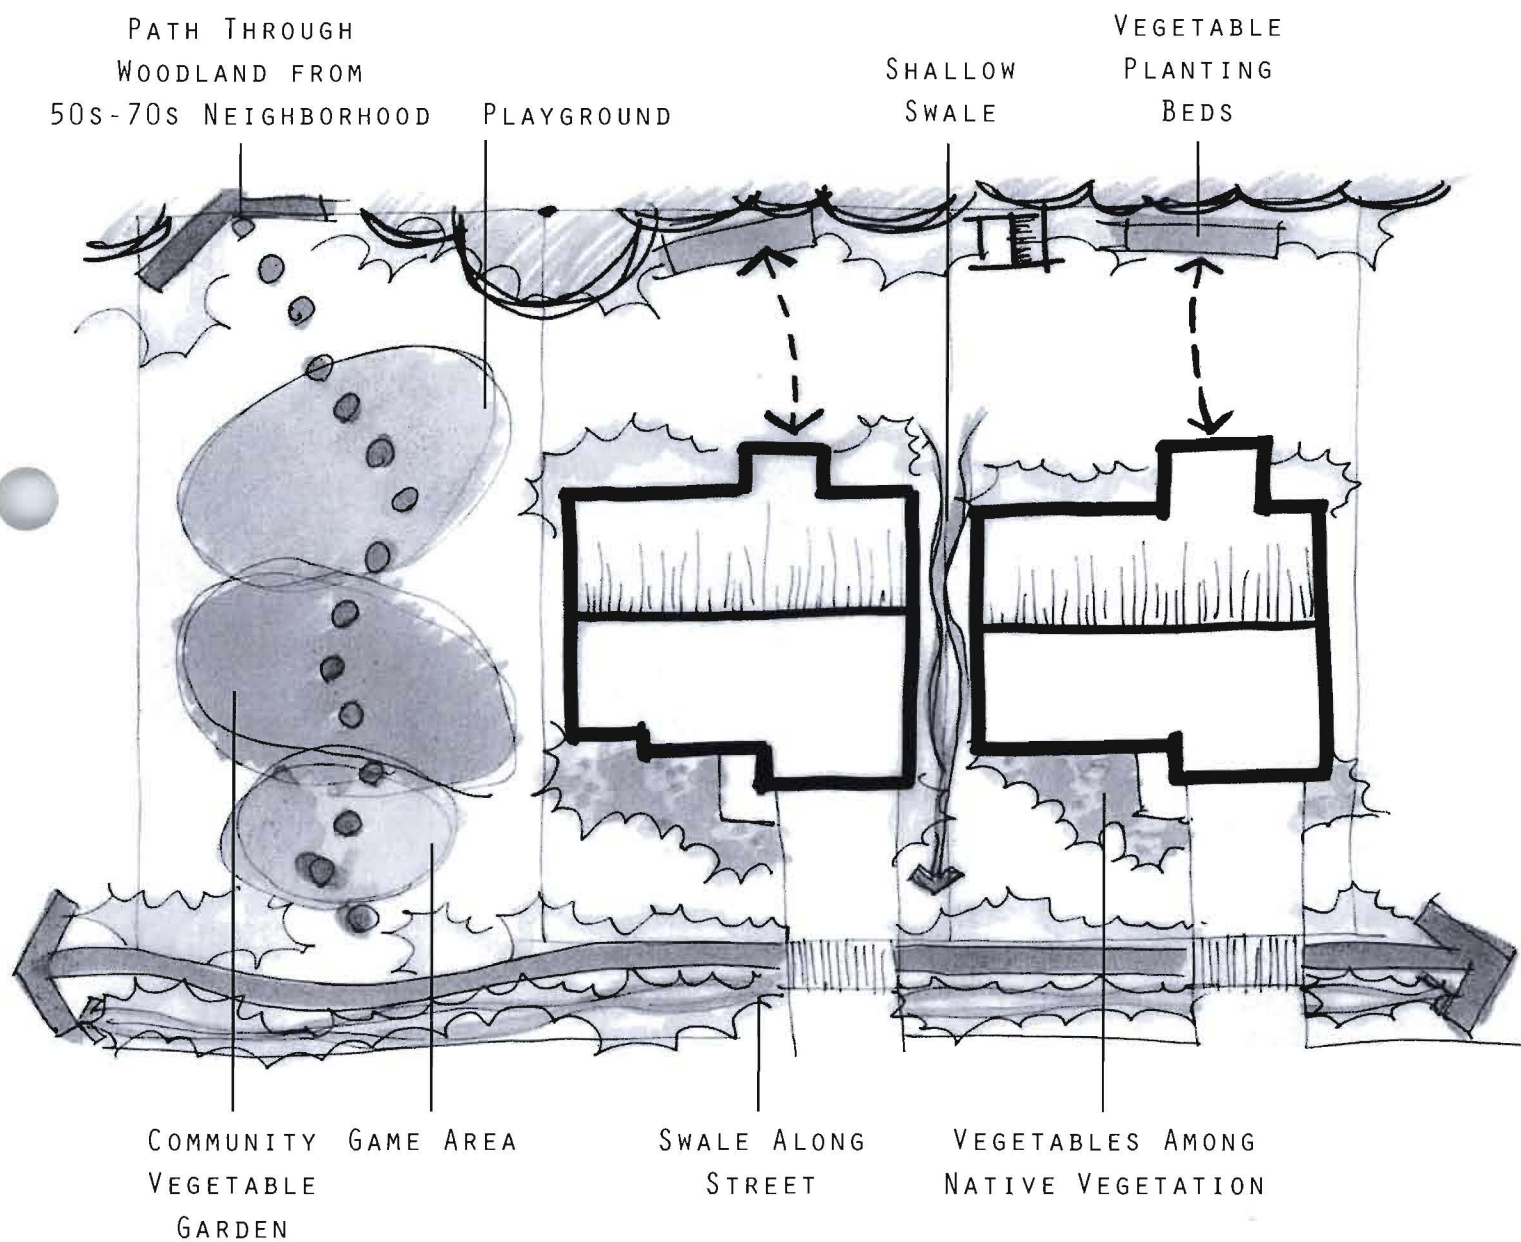 PATH THROUGH
WOODLAND FROM
50S-70S NEIGHBORHOOD
PLAYGROUND
SHALLOW
SWALE
VEGETABLE
PLANTING
BEDS
COMMUNITY
VEGETABLE
GARDEN
GAME AREA
SWALE ALONG
STREET
VEGETABLES AMONG
NATIVE VEGETATION